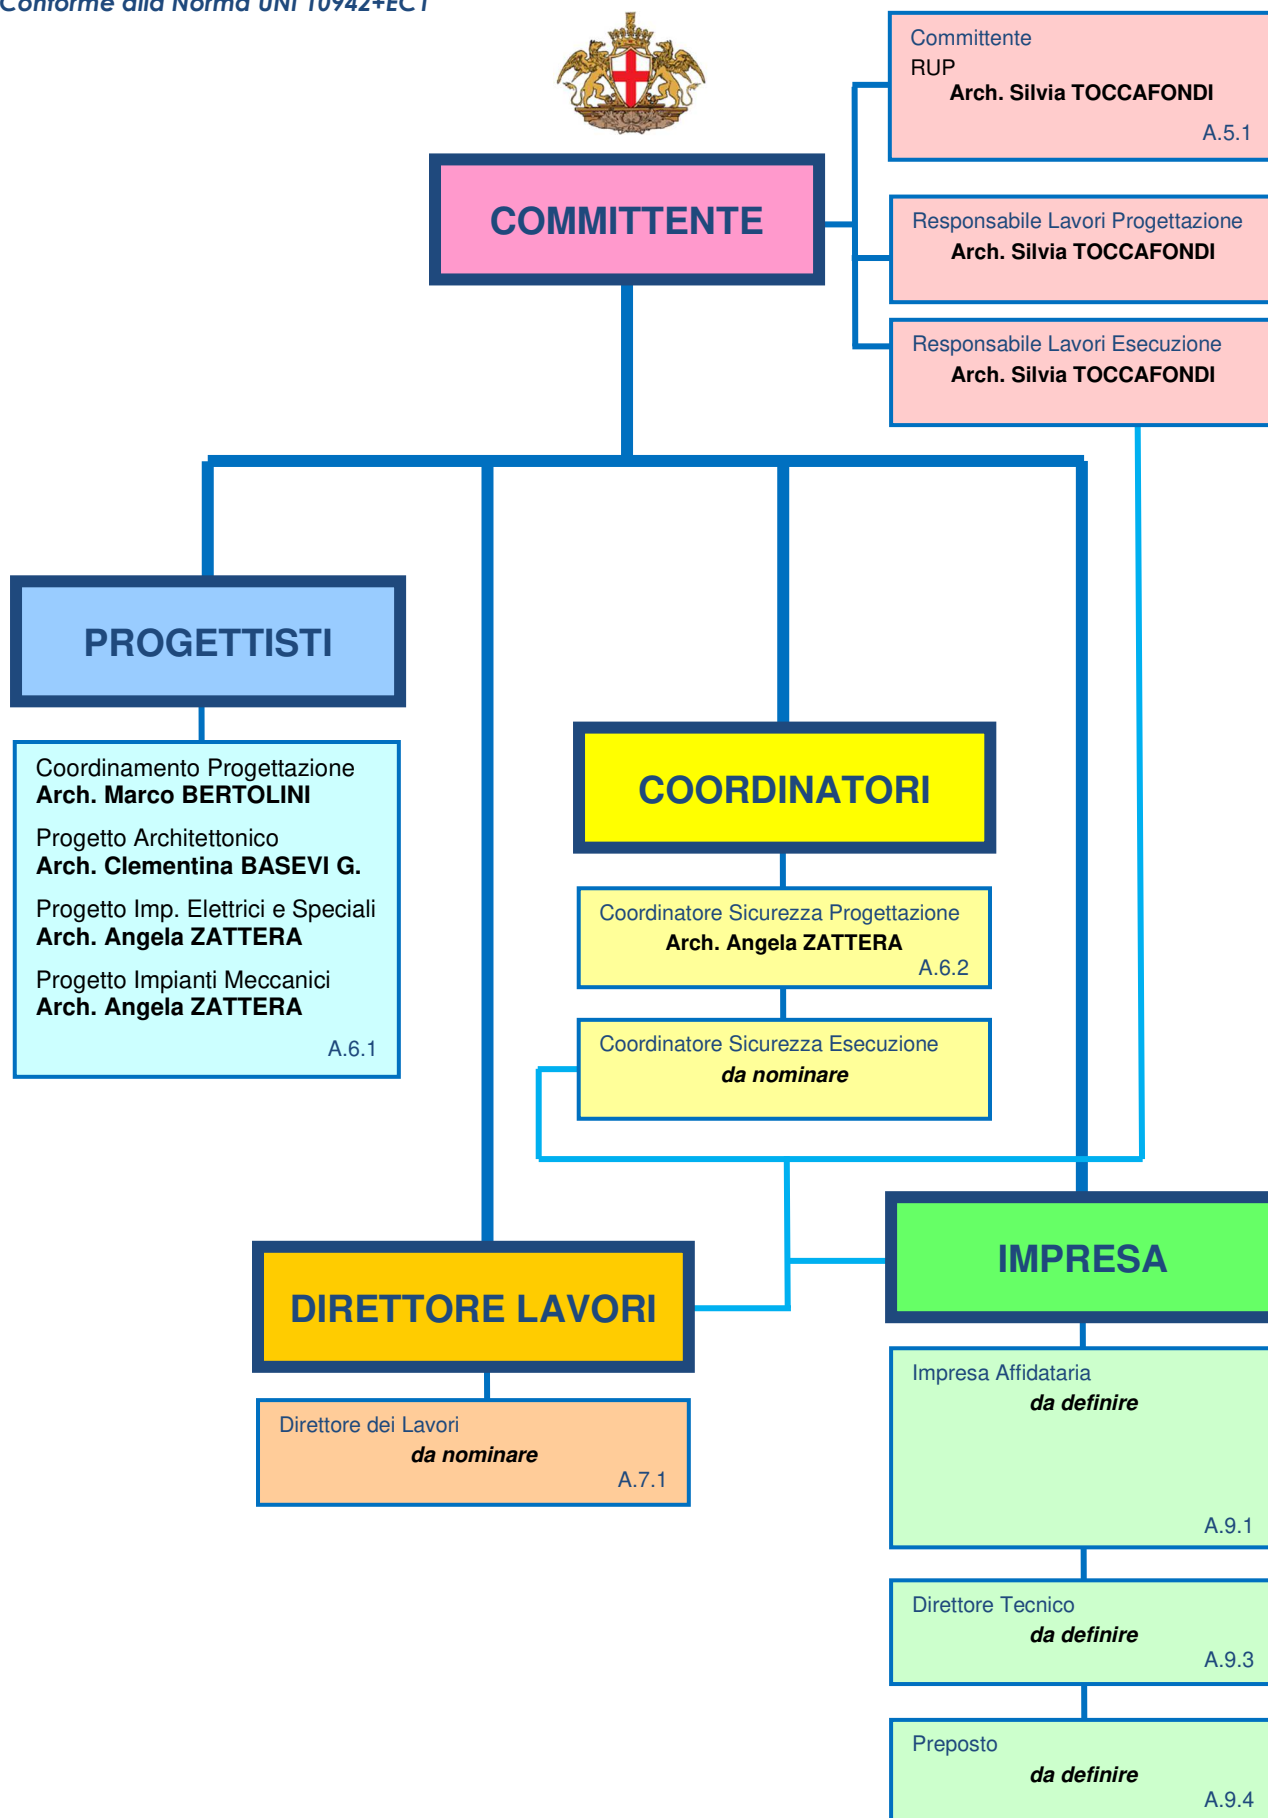 Conforme alla Norma UNI 10942+EC1
Committente
RUP
Arch. Silvia TOCCAFONDI
A.5.1
COMMITTENTE
Responsabile Lavori Progettazione
Arch. Silvia TOCCAFONDI
Responsabile Lavori Esecuzione
Arch. Silvia TOCCAFONDI
PROGETTISTI
Coordinamento Progettazione
Arch. Marco BERTOLINI
Progetto Architettonico
Arch. Clementina BASEVI G.
Progetto Imp. Elettrici e Speciali
Arch. Angela ZATTERA
Progetto Impianti Meccanici
Arch. Angela ZATTERA
A.6.1
COORDINATORI
Coordinatore Sicurezza Progettazione
Arch. Angela ZATTERA
A.6.2
Coordinatore Sicurezza Esecuzione
da nominare
DIRETTORE LAVORI
Direttore dei Lavori
da nominare
A.7.1
IMPRESA
Impresa Affidataria
da definire
A.9.1
Direttore Tecnico
da definire
A.9.3
Preposto
da definire
A.9.4